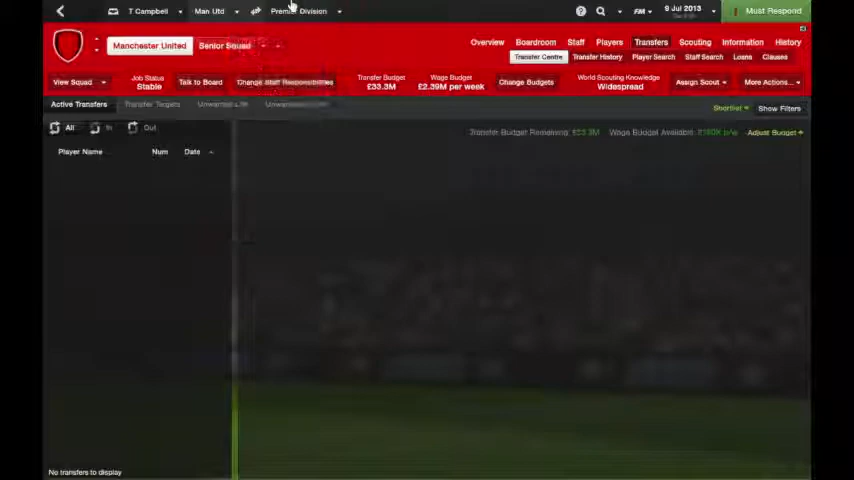 T Campbell Man Utd Premier Division FM 9 Jul 2013 Must Respond
Manchester United Senior Squad Overview Boardroom Staff Players Transfers Scouting Information History
Transfer Centre Transfer History Player Search Staff Search Loans Clauses
View Squad Job Status Stable Talk to Board Change Staff Responsibilities Transfer Budget £33.3M Wage Budget £2.39M per week Change Budgets World Scouting Knowledge Widespread Assign Scout More Actions...
Active Transfers Transfer Targets Shortlist Show Filters
All In Out Transfer Budget Remaining: £33.3M Wage Budget Available: Adjust Budget
Player Name Num Date
No transfers to display